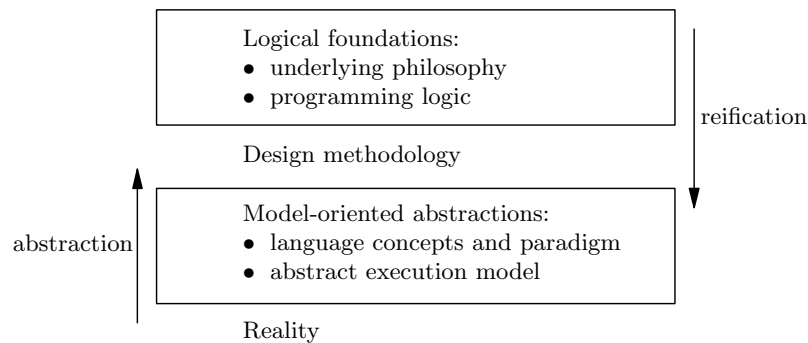 Logical foundations:
• underlying philosophy
• programming logic
reification
Design methodology
Model-oriented abstractions:
abstraction
• language concepts and paradigm
• abstract execution model
Reality